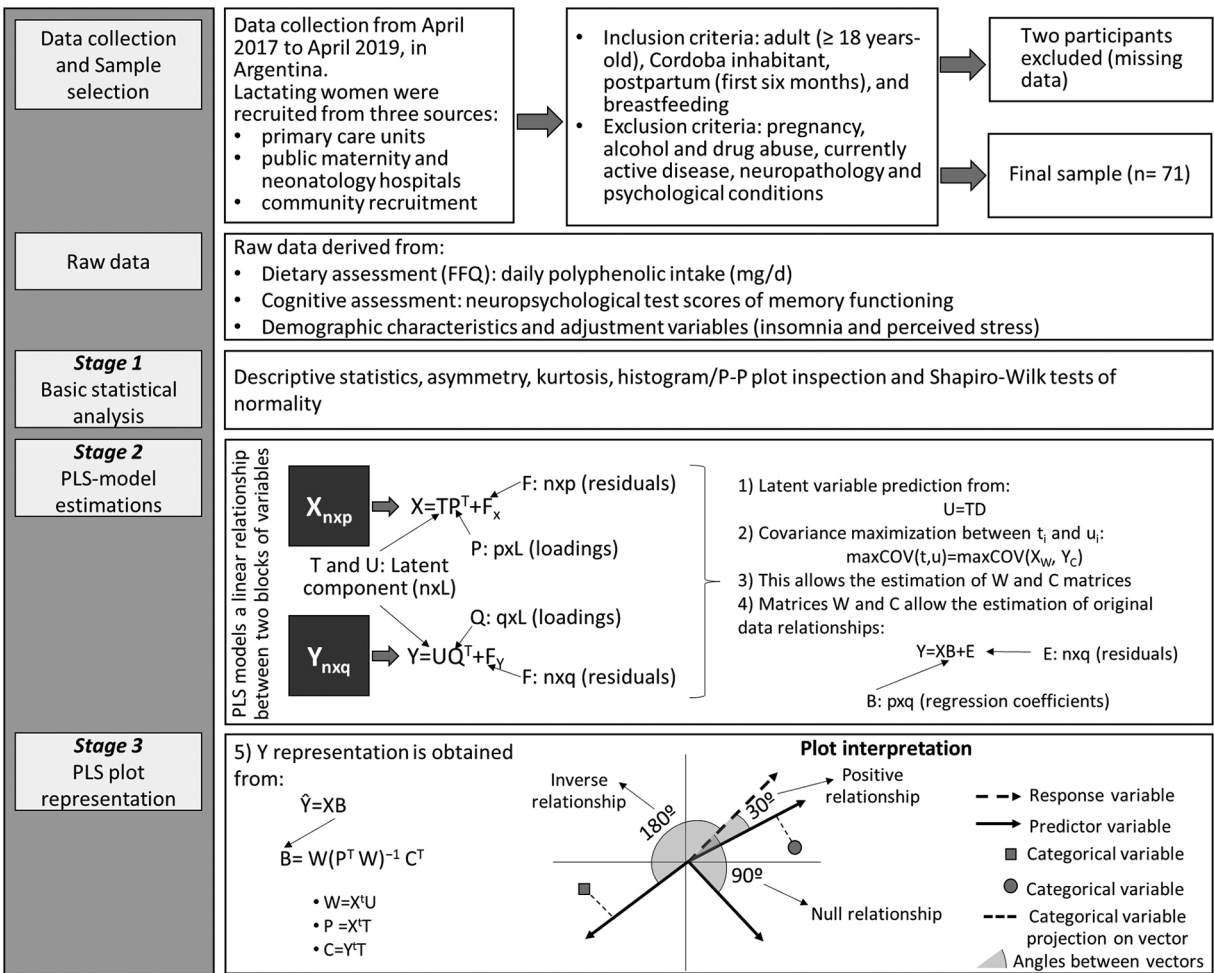 Data collection
and Sample
selection
Data collection from April
2017 to April 2019, in
Argentina.
Lactating women were
recruited from three sources:
• primary care units
• public maternity and
neonatology hospitals
• community recruitment
• Inclusion criteria: adult (≥ 18 years-
old), Cordoba inhabitant,
postpartum (first six months), and
breastfeeding
• Exclusion criteria: pregnancy,
alcohol and drug abuse, currently
active disease, neuropathology and
psychological conditions
Two participants
excluded (missing
data)
Final sample (n= 71)
Raw data
Raw data derived from:
• Dietary assessment (FFQ): daily polyphenolic intake (mg/d)
• Cognitive assessment: neuropsychological test scores of memory functioning
• Demographic characteristics and adjustment variables (insomnia and perceived stress)
Stage 1
Basic statistical
analysis
Descriptive statistics, asymmetry, kurtosis, histogram/P-P plot inspection and Shapiro-Wilk tests of
normality
Stage 2
PLS-model
estimations
PLS models a linear relationship
between two blocks of variables
Xnxp
X=TPᵀ+Fx
F: nxp (residuals)
P: pxL (loadings)
T and U: Latent
component (nxL)
Q: qxL (loadings)
Ynxq
Y=UQᵀ+FY
F: nxq (residuals)
1) Latent variable prediction from:
U=TD
2) Covariance maximization between ti and ui:
maxCOV(t,u)=maxCOV(XW, YC)
3) This allows the estimation of W and C matrices
4) Matrices W and C allow the estimation of original
data relationships:
Y=XB+E
E: nxq (residuals)
B: pxq (regression coefficients)
Stage 3
PLS plot
representation
5) Y representation is obtained
from:
Ŷ=XB
B= W(Pᵀ W)⁻¹ Cᵀ
• W=XᵗU
• P =XᵗT
• C=YᵗT
Plot interpretation
Inverse
relationship
Positive
relationship
180º
30º
90º
Null relationship
Response variable
Predictor variable
Categorical variable
Categorical variable
Categorical variable
projection on vector
Angles between vectors